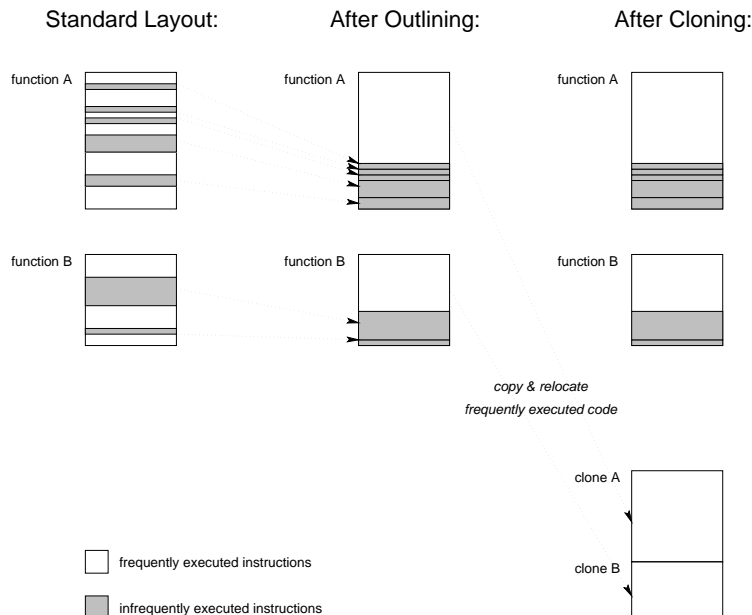 Standard Layout: After Outlining: After Cloning:
function A function A function A
function B function B function B
copy & relocate
frequently executed code
clone A
clone B
frequently executed instructions
infrequently executed instructions